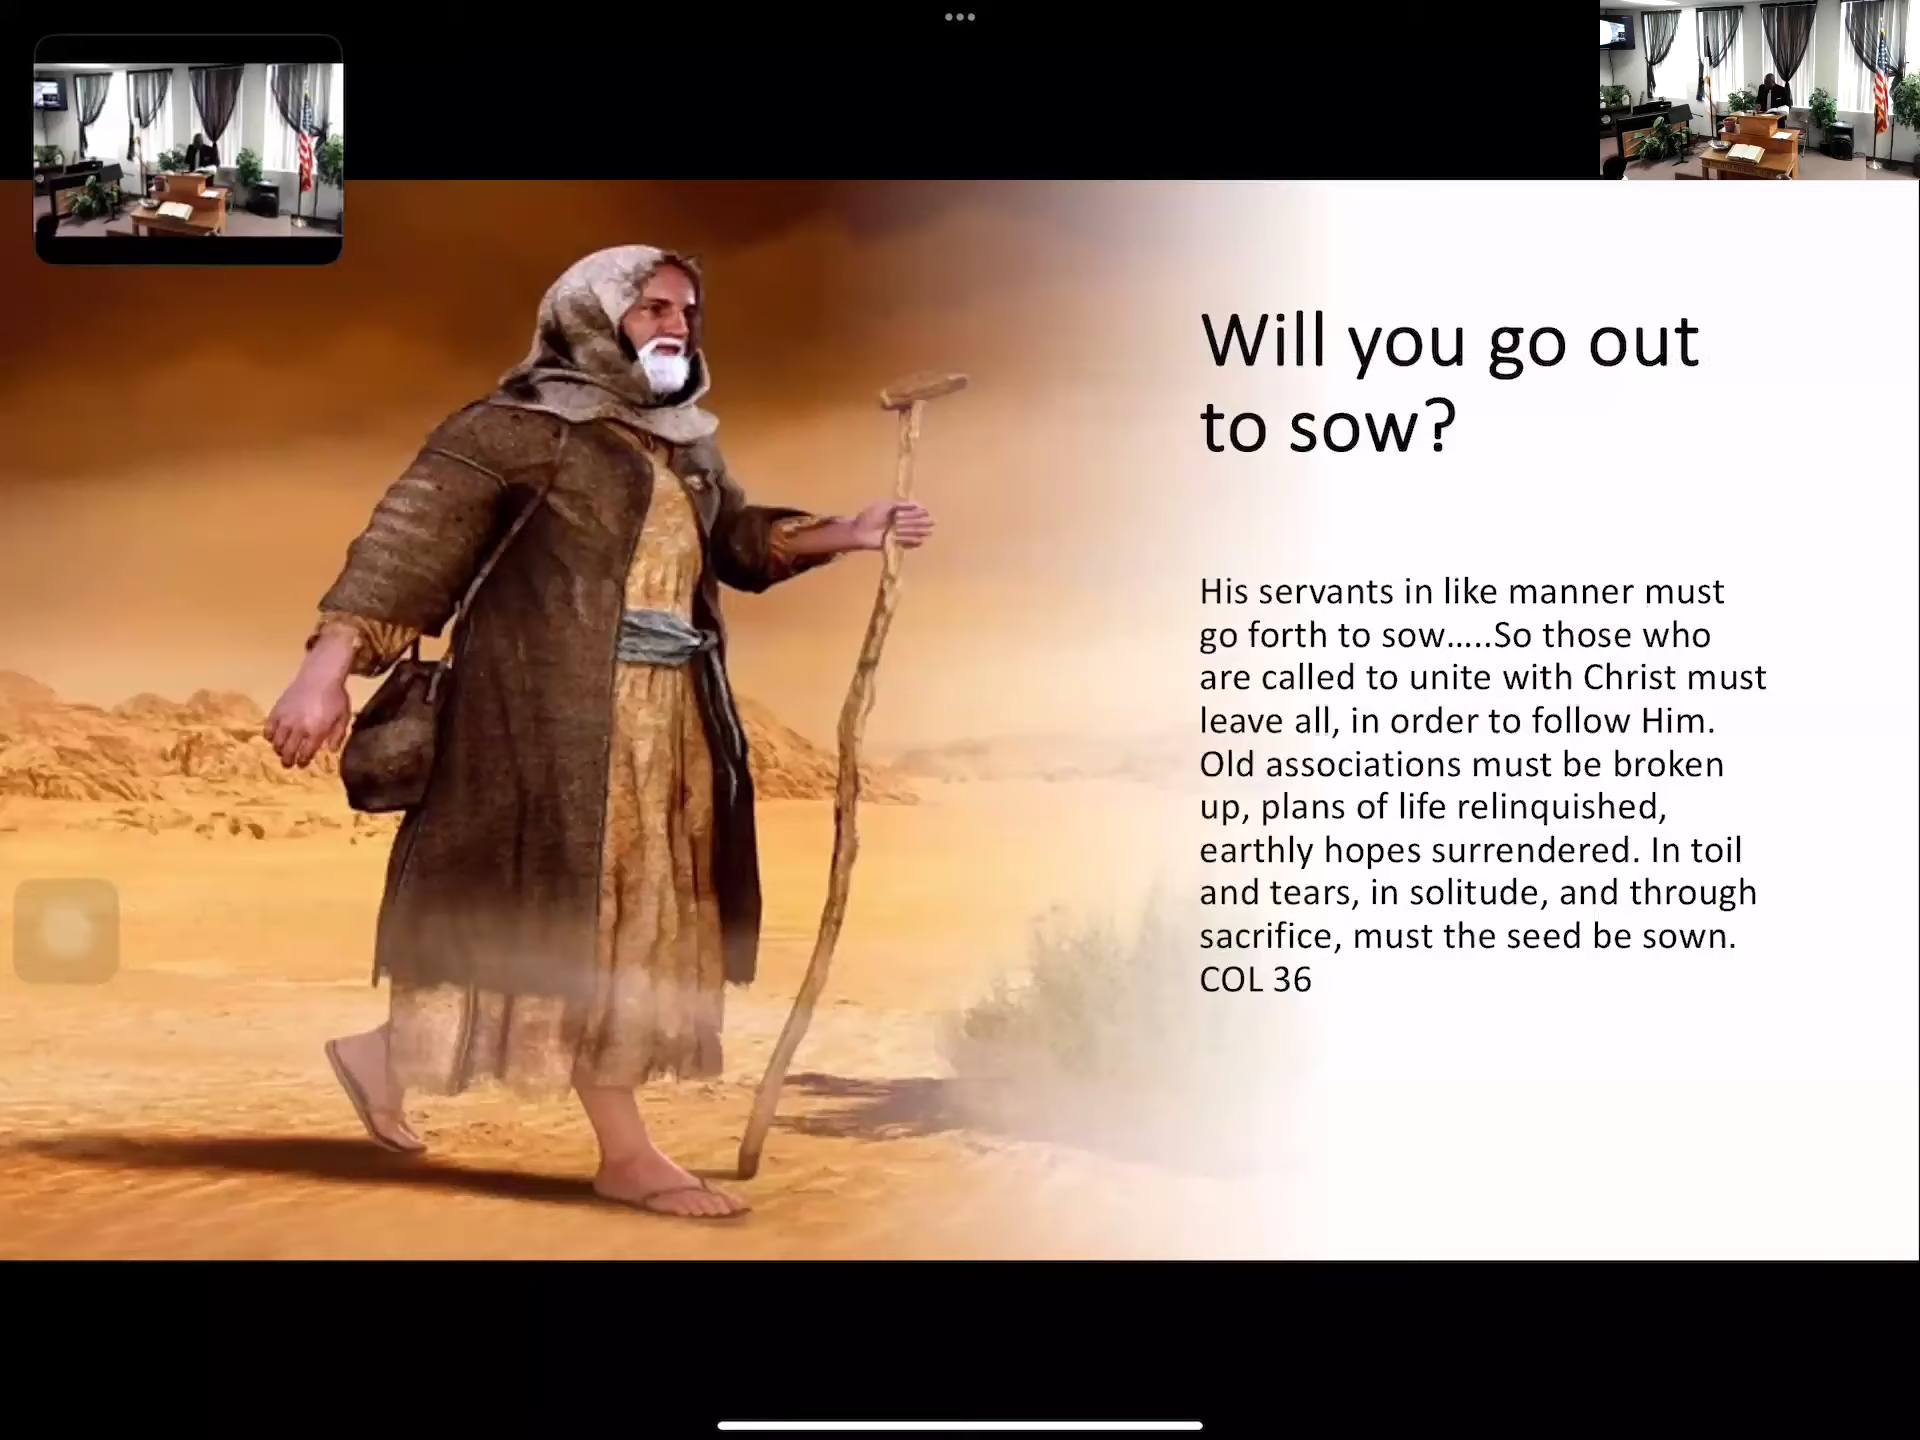 Will you go out
to sow?
His servants in like manner must
go forth to sow.....So those who
are called to unite with Christ must
leave all, in order to follow Him.
Old associations must be broken
up, plans of life relinquished,
earthly hopes surrendered. In toil
and tears, in solitude, and through
sacrifice, must the seed be sown.
COL 36